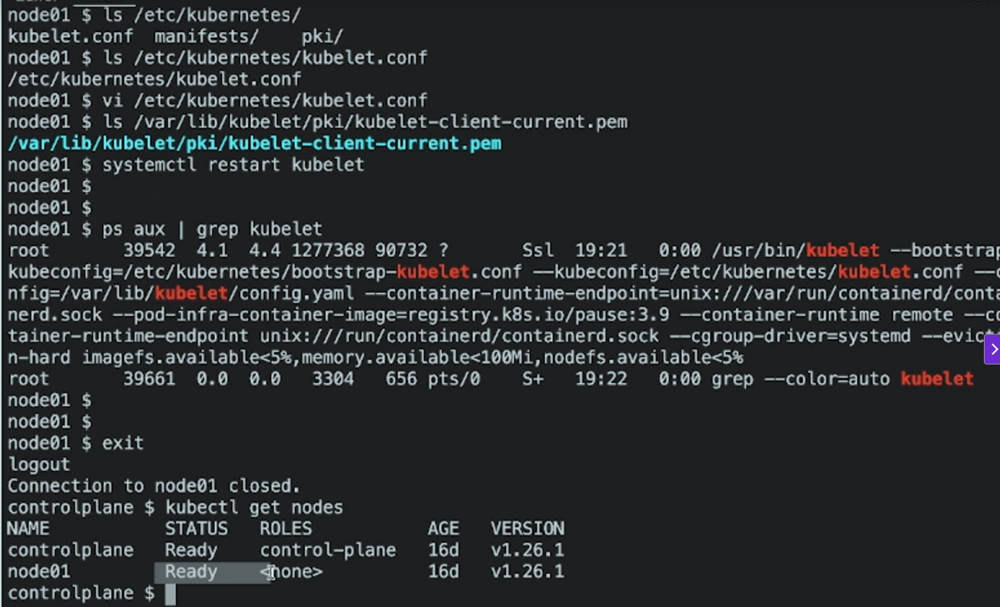 node01 $ ls /etc/kubernetes/
kubelet.conf manifests/ pki/
node01 $ ls /etc/kubernetes/kubelet.conf
/etc/kubernetes/kubelet.conf
node01 $ vi /etc/kubernetes/kubelet.conf
node01 $ ls /var/lib/kubelet/pki/kubelet-client-current.pem
/var/lib/kubelet/pki/kubelet-client-current.pem
node01 $ systemctl restart kubelet
node01 $
node01 $
node01 $ ps aux | grep kubelet
root 39542 4.1 4.4 1277368 90732 ? Ssl 19:21 0:00 /usr/bin/kubelet --bootstrap
kubeconfig=/etc/kubernetes/bootstrap-kubelet.conf --kubeconfig=/etc/kubernetes/kubelet.conf --c
nfig=/var/lib/kubelet/config.yaml --container-runtime-endpoint=unix:///var/run/containerd/conta
nerd.sock --pod-infra-container-image=registry.k8s.io/pause:3.9 --container-runtime remote --co
tainer-runtime-endpoint unix:///run/containerd/containerd.sock --cgroup-driver=systemd --evict
n-hard imagefs.available<5%,memory.available<100Mi,nodefs.available<5%
root 39661 0.0 0.0 3304 656 pts/0 S+ 19:22 0:00 grep --color=auto kubelet
node01 $
node01 $
node01 $ exit
logout
Connection to node01 closed.
controlplane $ kubectl get nodes
NAME STATUS ROLES AGE VERSION
controlplane Ready control-plane 16d v1.26.1
node01 Ready <none> 16d v1.26.1
controlplane $